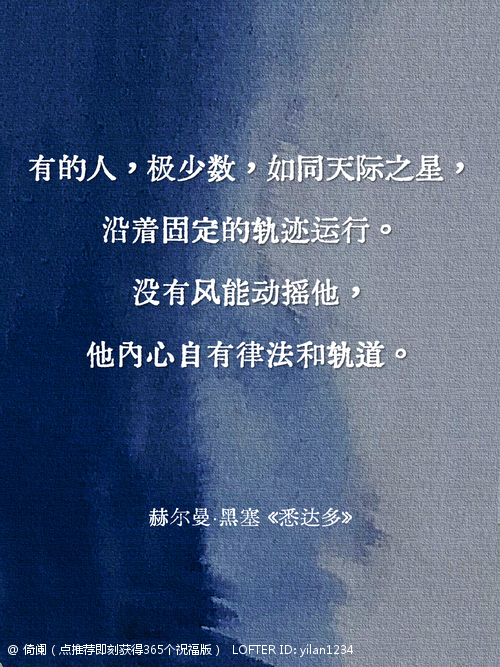 有的人，极少数，如同天际之星，
沿着固定的轨迹运行。
没有风能动摇他，
他内心自有律法和轨道。
赫尔曼·黑塞《悉达多》
@ 倚阑（点推荐即刻获得365个祝福版） LOFTER ID: yilan1234